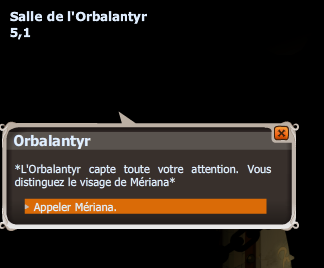 Salle de l'Orbalantyr
5,1
Orbalantyr
*L'Orbalantyr capte toute votre attention. Vous
distinguez le visage de Mériana*
Appeler Mériana.